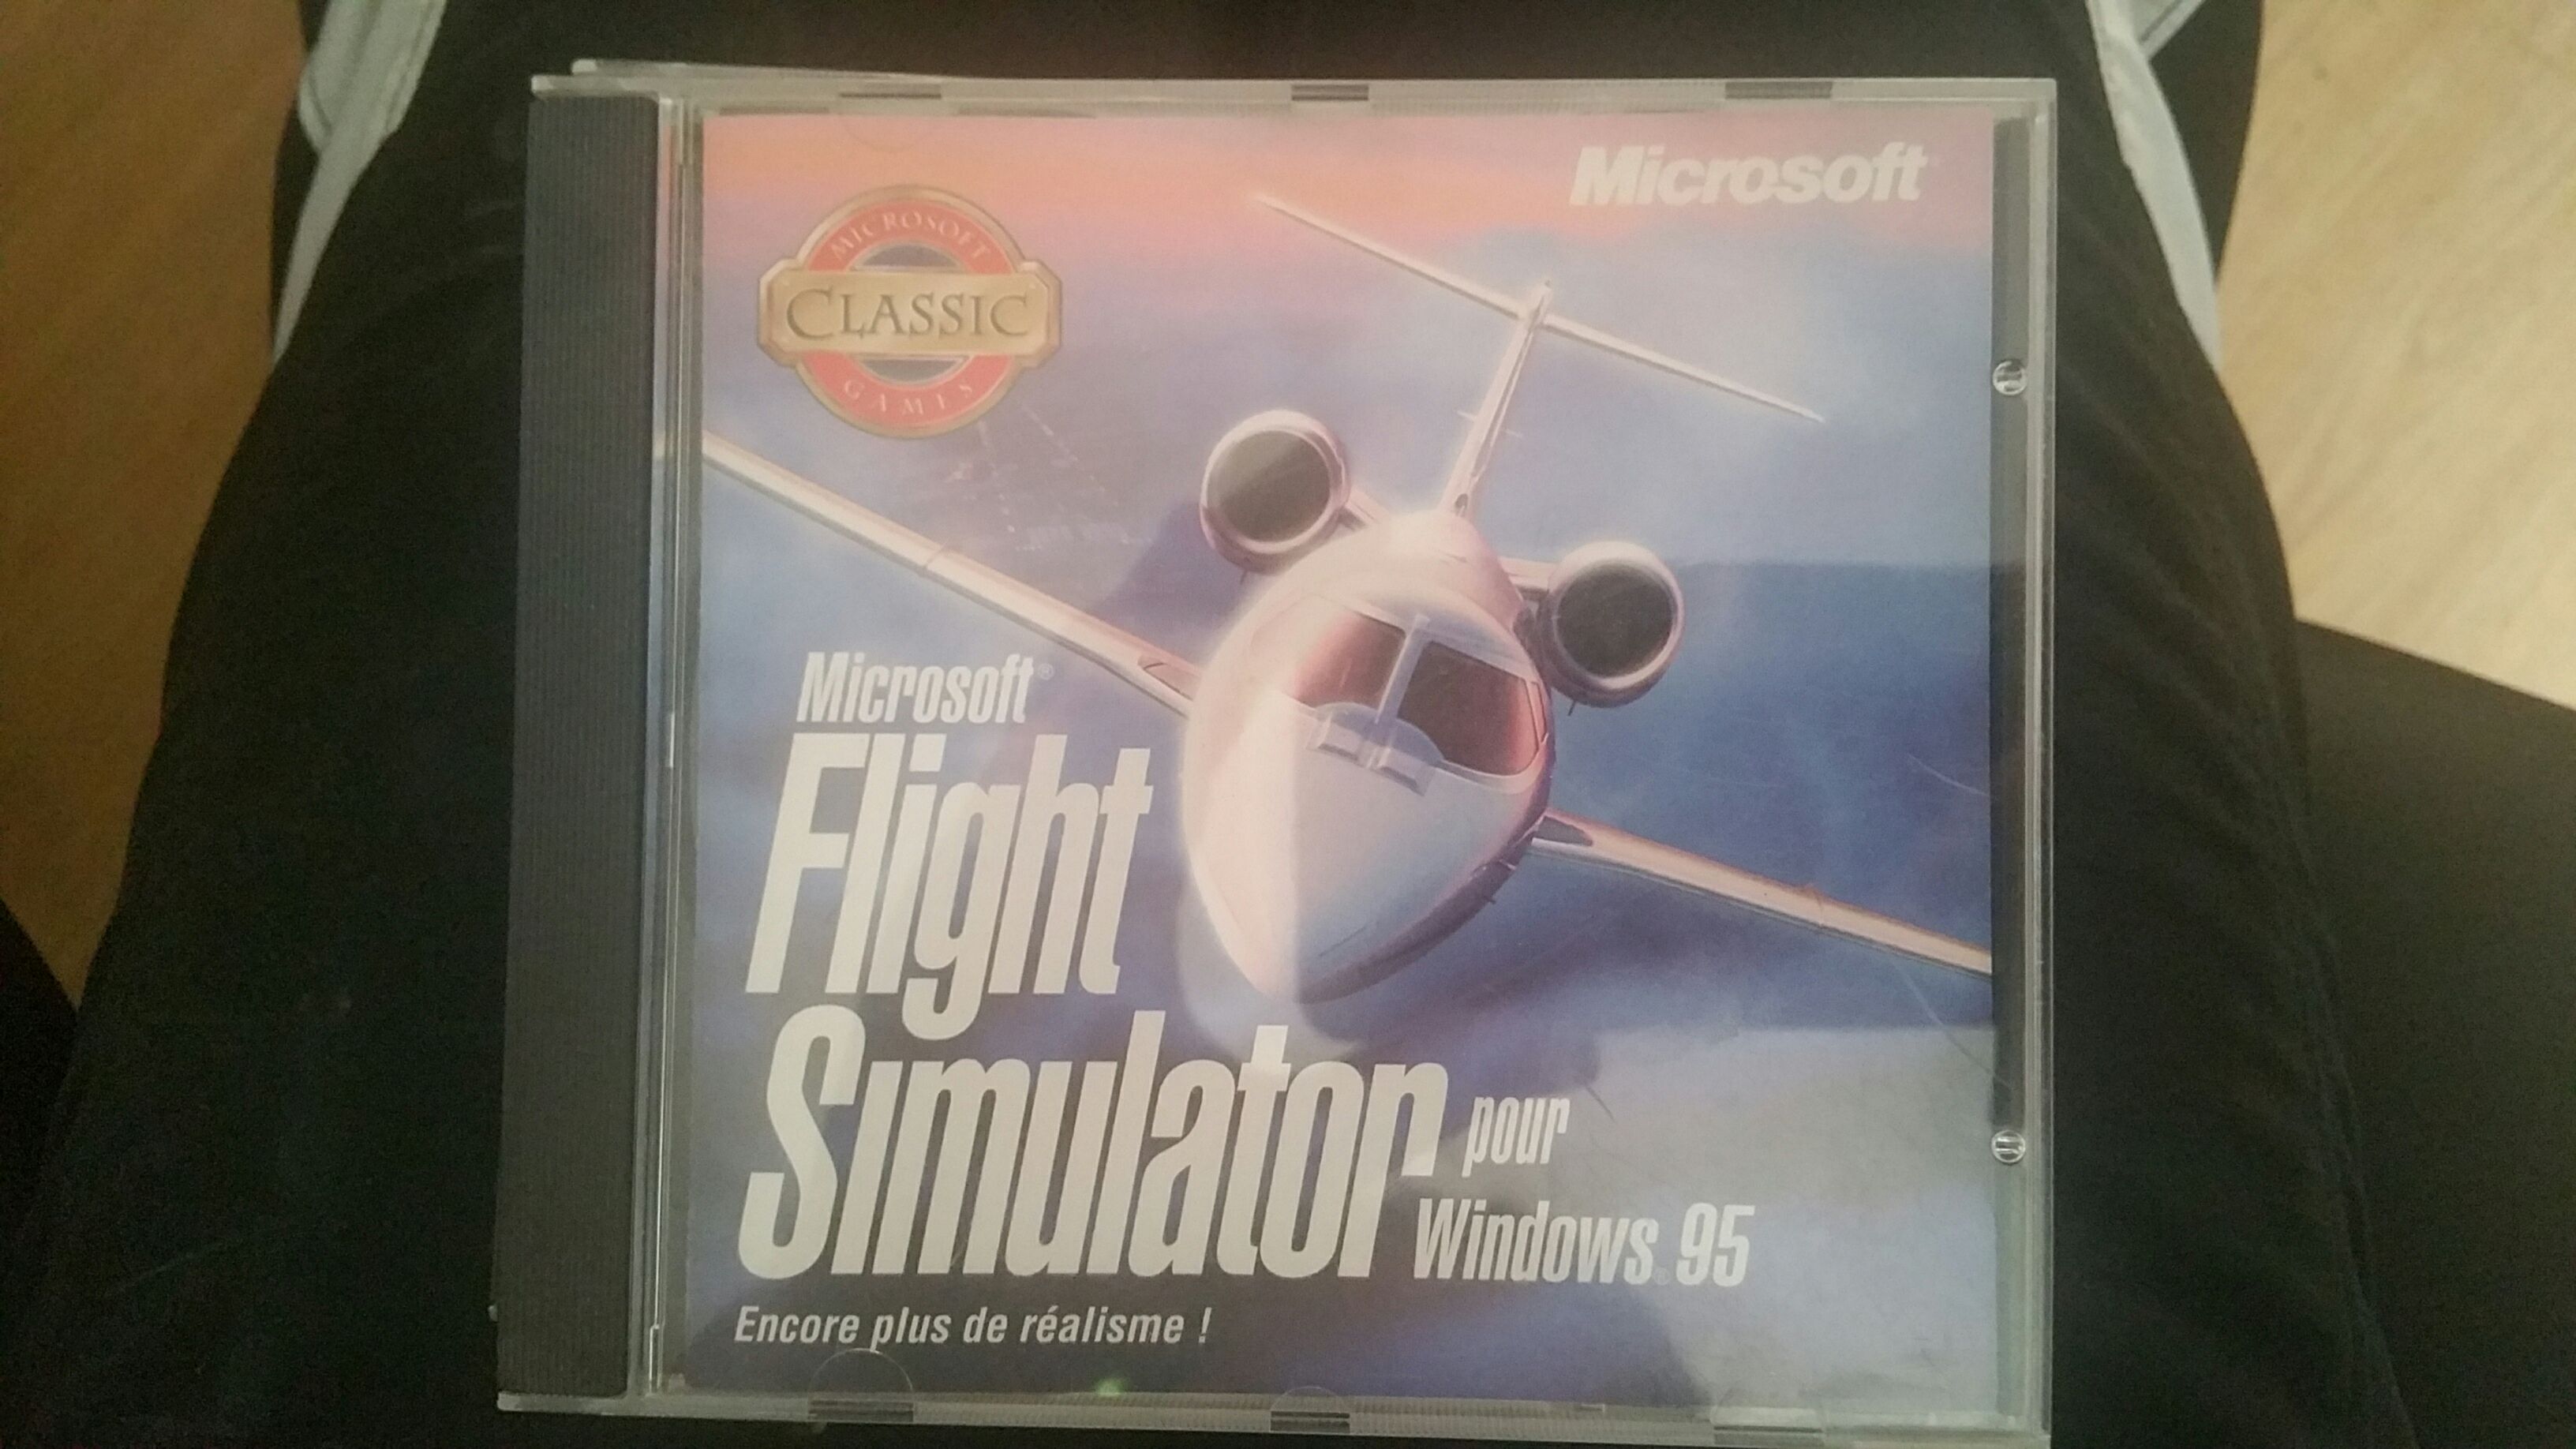 Microsoft
MICROSOFT
CLASSIC
GAMES
Microsoft®
Flight
Simulator pour
Windows® 95
Encore plus de réalisme !